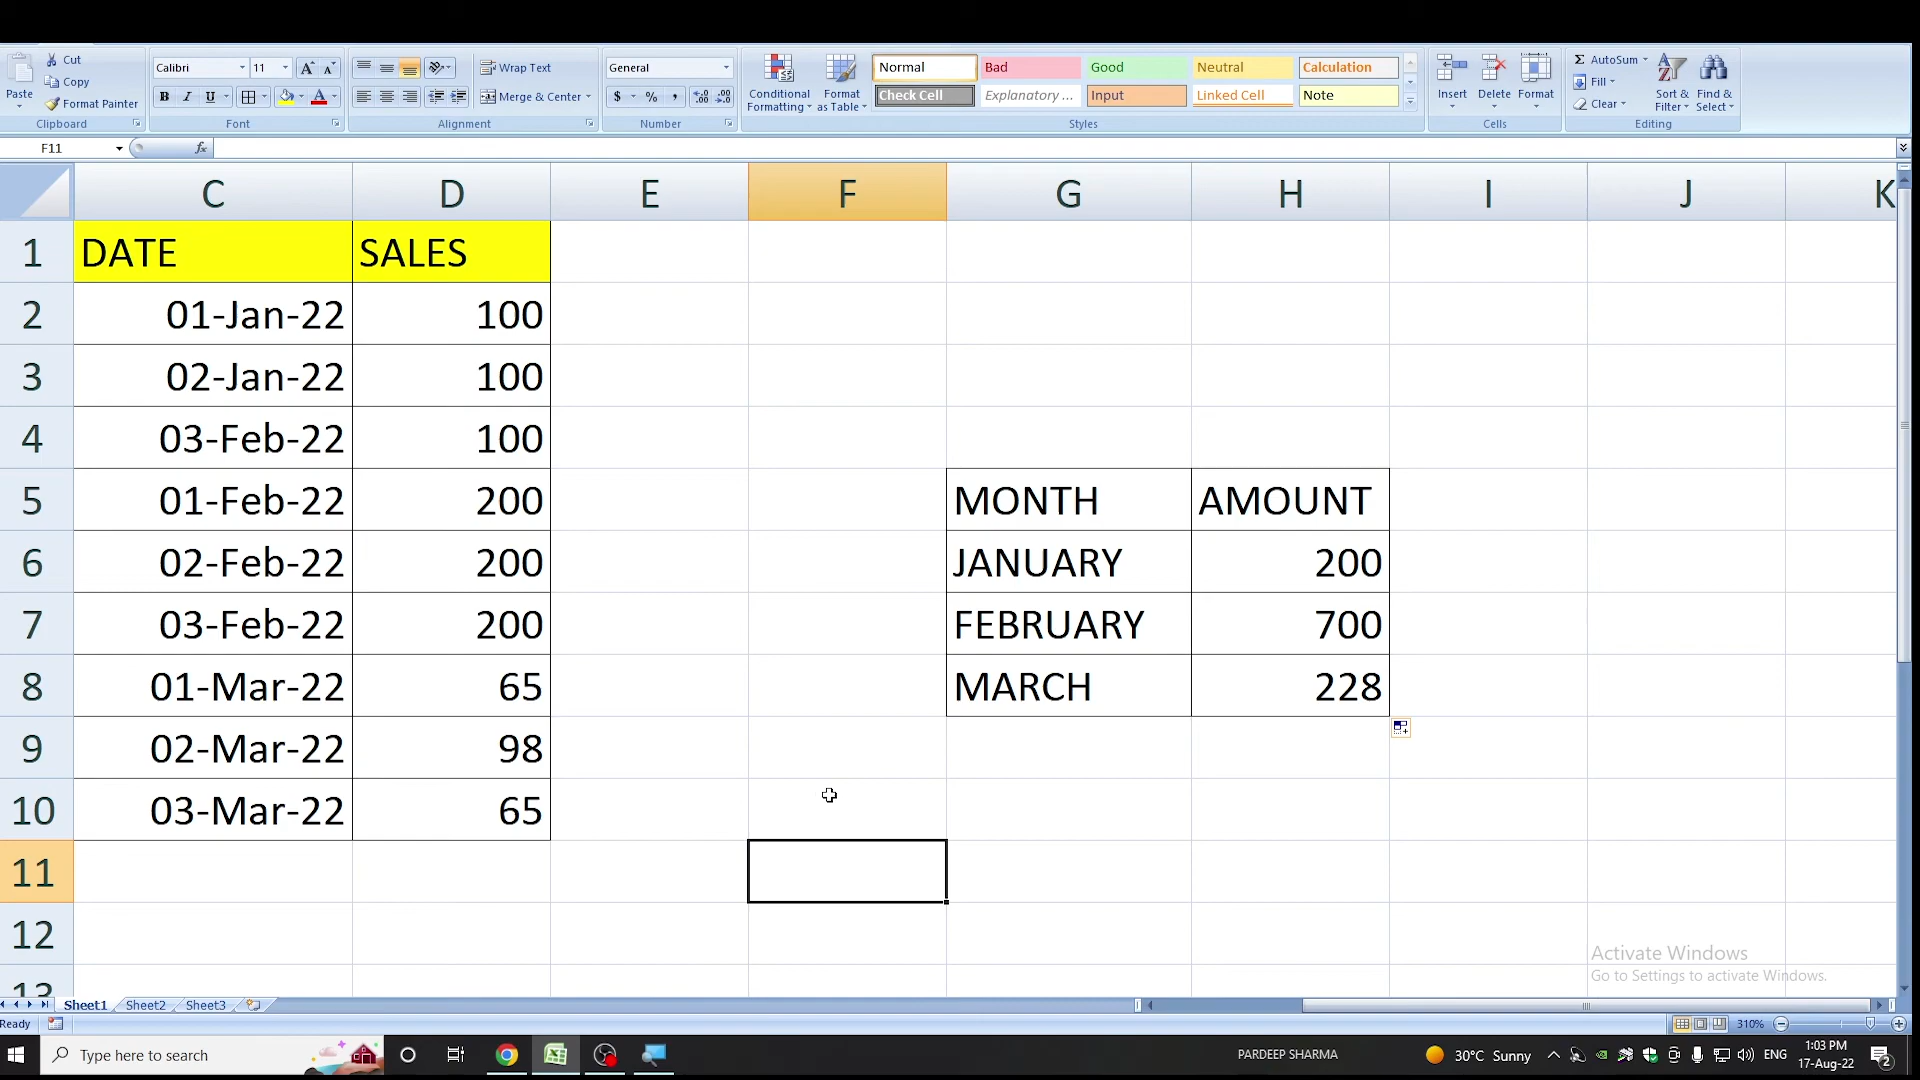 Paste
Cut
Copy
Format Painter
Clipboard
Calibri 11
B I U
Font
Wrap Text
Merge & Center
Alignment
General
$ % ,
Number
Conditional Formatting
Format as Table
Normal Bad Good Neutral Calculation
Check Cell Explanatory ... Input Linked Cell Note
Styles
Insert Delete Format
Cells
Σ AutoSum
Fill
Clear
Sort & Filter
Find & Select
Editing
F11 fx
C D E F G H I J K
1 DATE SALES
2 01-Jan-22 100
3 02-Jan-22 100
4 03-Feb-22 100
5 01-Feb-22 200 MONTH AMOUNT
6 02-Feb-22 200 JANUARY 200
7 03-Feb-22 200 FEBRUARY 700
8 01-Mar-22 65 MARCH 228
9 02-Mar-22 98
10 03-Mar-22 65
11
12
13
Activate Windows
Go to Settings to activate Windows.
Sheet1 Sheet2 Sheet3
Ready 310%
Type here to search PARDEEP SHARMA 30°C Sunny ENG 1:03 PM
17-Aug-22 2